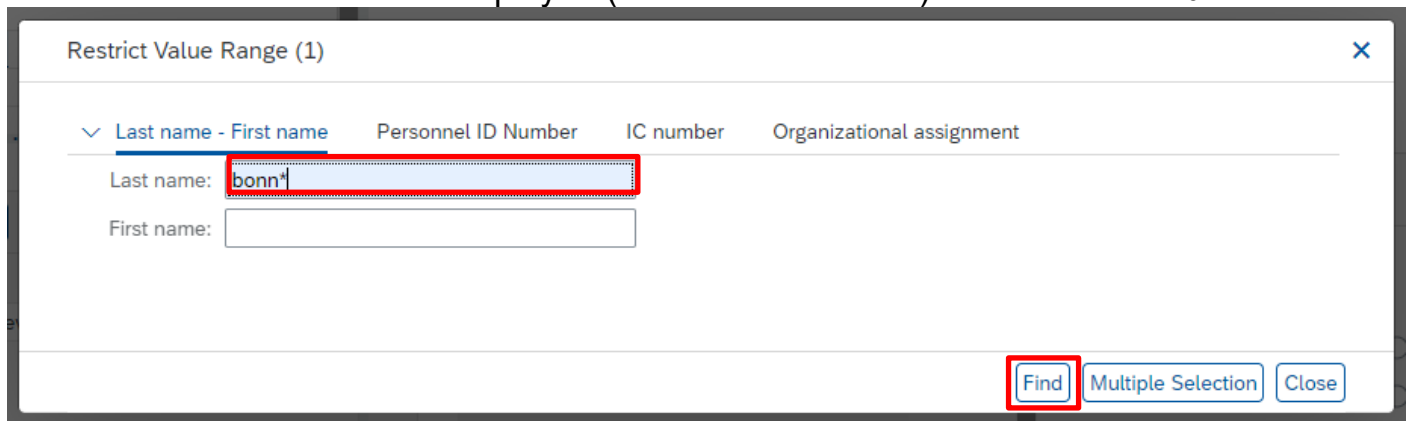 Restrict Value Range (1)
Last name - First name Personnel ID Number IC number Organizational assignment
Last name: bonn*
First name:
Find Multiple Selection Close